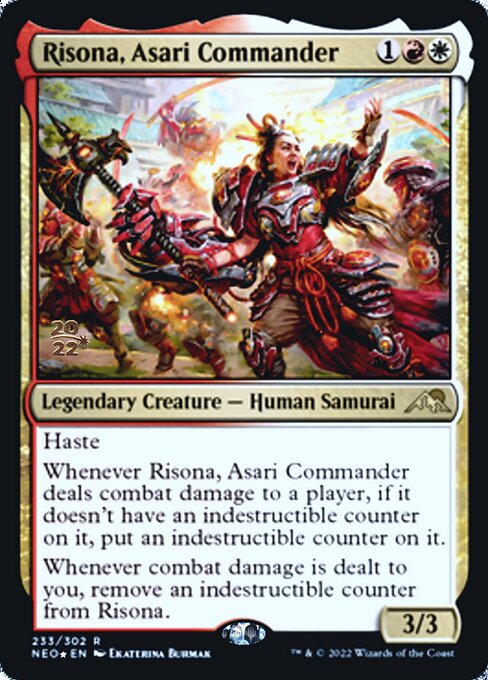 Risona, Asari Commander 1
20
22
Legendary Creature — Human Samurai
Haste
Whenever Risona, Asari Commander
deals combat damage to a player, if it
doesn't have an indestructible counter
on it, put an indestructible counter on it.
Whenever combat damage is dealt to
you, remove an indestructible counter
from Risona.
3/3
233/302 R
NEO★EN Ekaterina Burmak
™ & © 2022 Wizards of the Coast